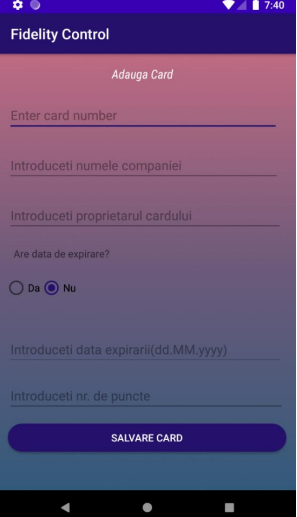 7:40
Fidelity Control
Adauga Card
Enter card number
Introduceti numele companiei
Introduceti proprietarul cardului
Are data de expirare?
Da Nu
Introduceti data expirarii(dd.MM.yyyy)
Introduceti nr. de puncte
SALVARE CARD